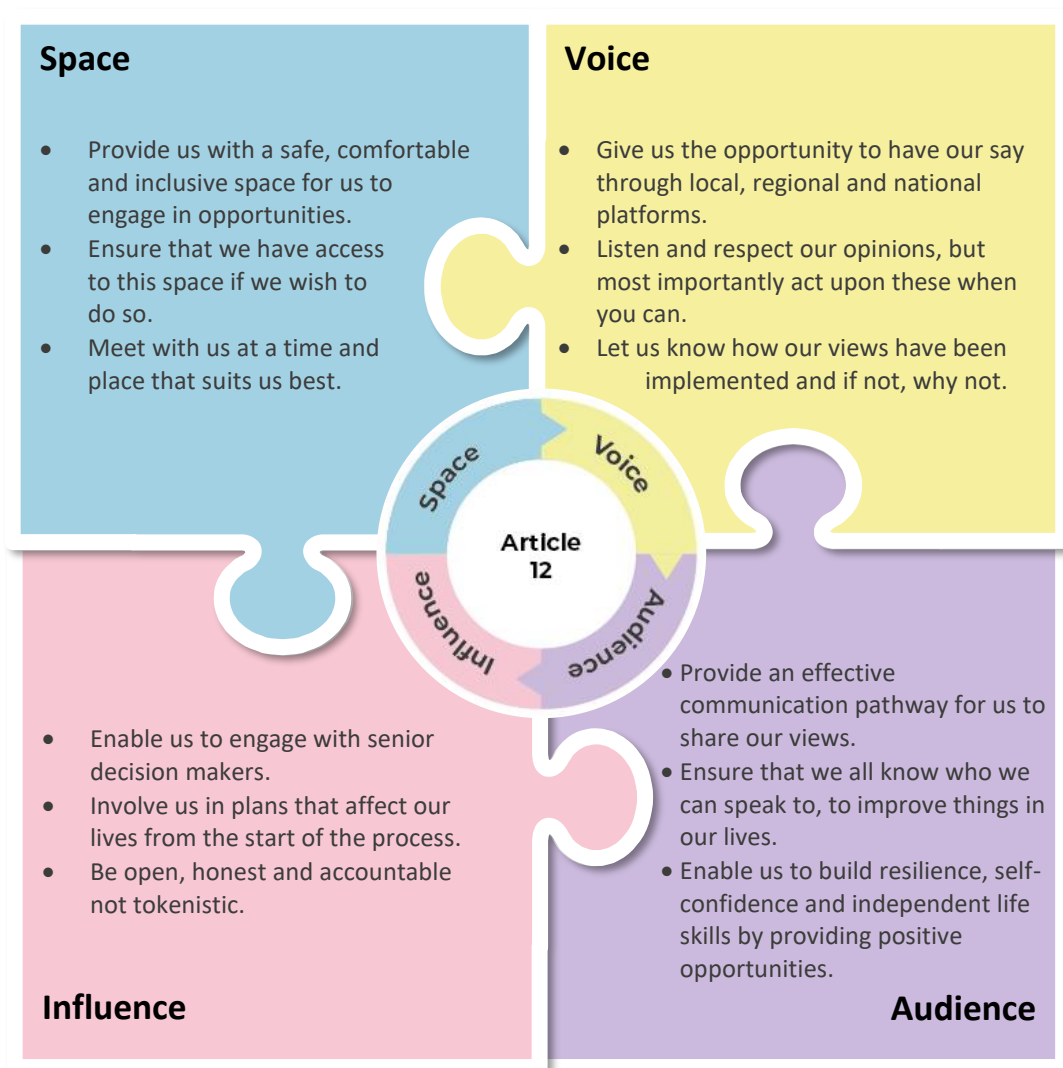 Space
• Provide us with a safe, comfortable
and inclusive space for us to
engage in opportunities.
• Ensure that we have access
to this space if we wish to
do so.
• Meet with us at a time and
place that suits us best.
Voice
• Give us the opportunity to have our say
through local, regional and national
platforms.
• Listen and respect our opinions, but
most importantly act upon these when
you can.
• Let us know how our views have been
implemented and if not, why not.
Space
Voice
Article
12
Influence
Audience
• Enable us to engage with senior
decision makers.
• Involve us in plans that affect our
lives from the start of the process.
• Be open, honest and accountable
not tokenistic.
Influence
• Provide an effective
communication pathway for us to
share our views.
• Ensure that we all know who we
can speak to, to improve things in
our lives.
• Enable us to build resilience, self-
confidence and independent life
skills by providing positive
opportunities.
Audience